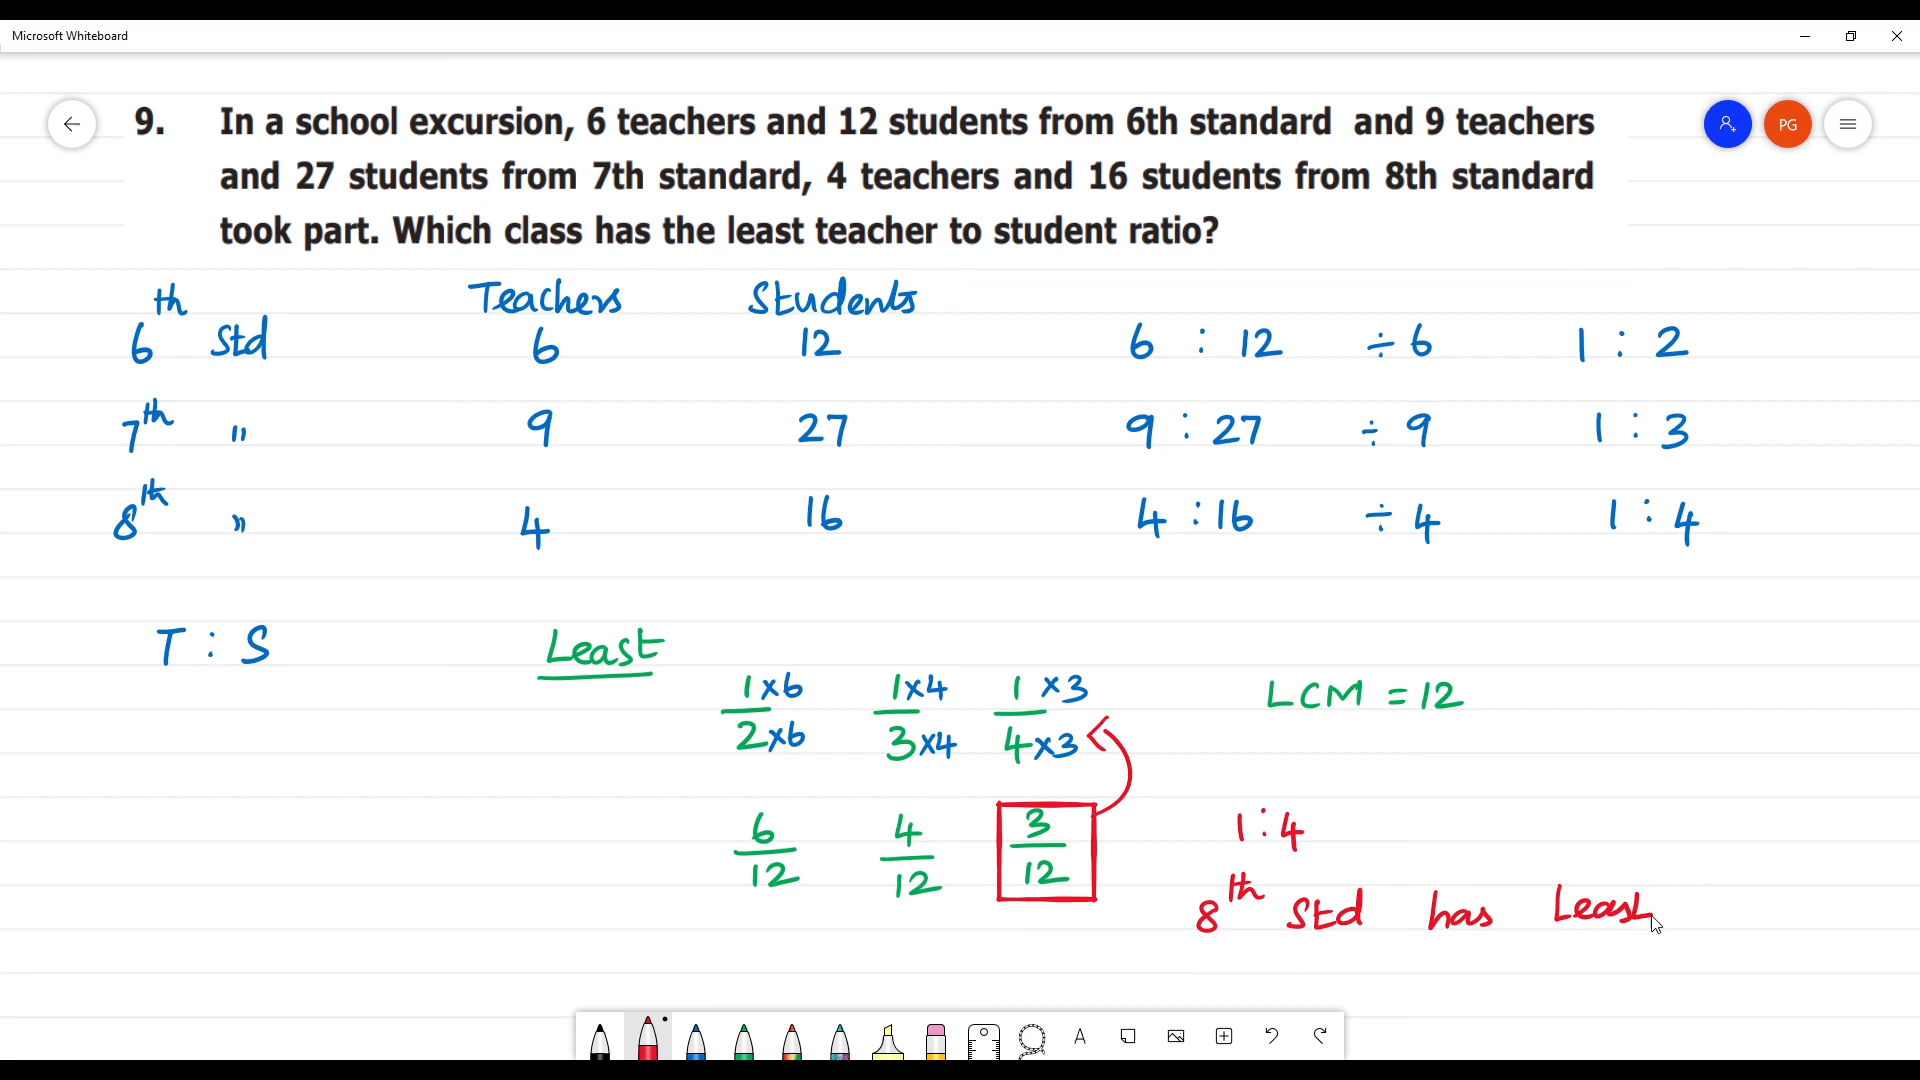 Microsoft Whiteboard
9. In a school excursion, 6 teachers and 12 students from 6th standard and 9 teachers
and 27 students from 7th standard, 4 teachers and 16 students from 8th standard
took part. Which class has the least teacher to student ratio?
PG
Teachers Students
6th Std 6 12 6 : 12 ÷ 6 1 : 2
7th " 9 27 9 : 27 ÷ 9 1 : 3
8th " 4 16 4 : 16 ÷ 4 1 : 4
T : S Least
1×6 1×4 1×3 LCM = 12
2×6 3×4 4×3
6 4 3 1 : 4
12 12 12
8th Std has Least
A